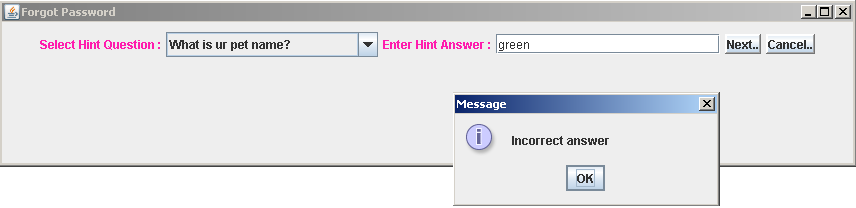 Forgot Password
Select Hint Question : What is ur pet name? Enter Hint Answer : green Next.. Cancel..
Message
i Incorrect answer
OK